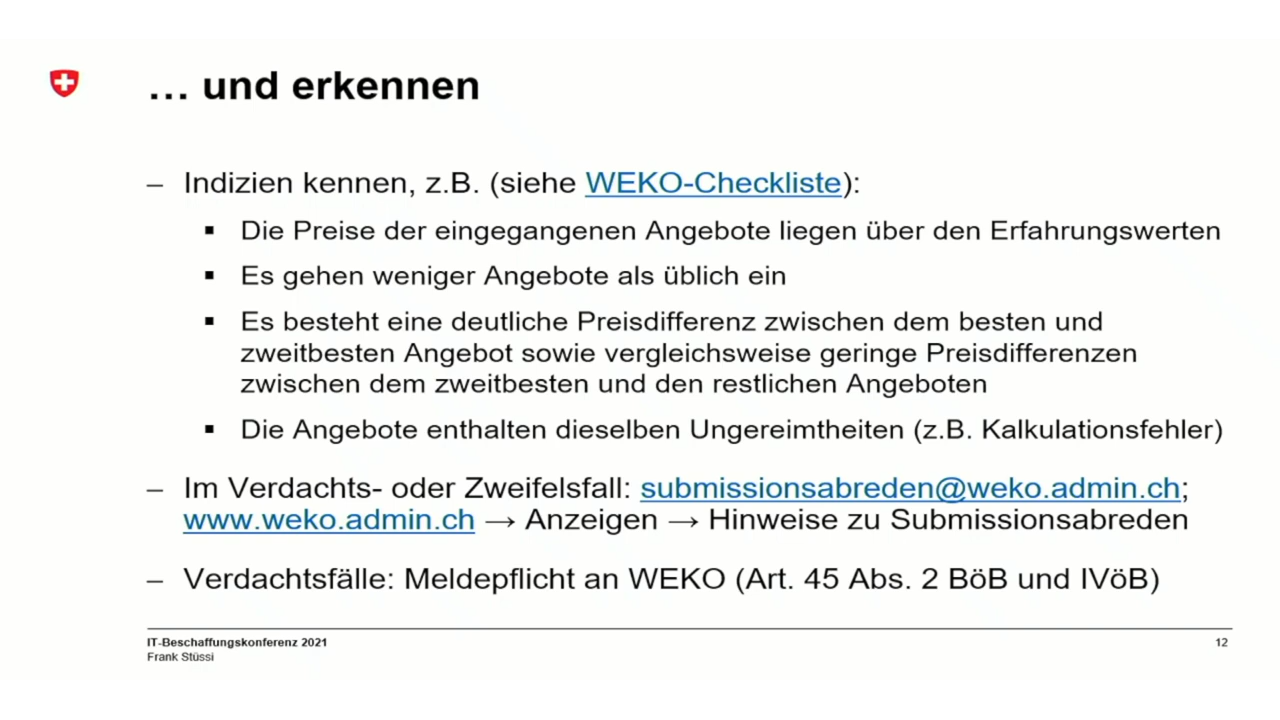 … und erkennen
– Indizien kennen, z.B. (siehe WEKO-Checkliste):
▪ Die Preise der eingegangenen Angebote liegen über den Erfahrungswerten
▪ Es gehen weniger Angebote als üblich ein
▪ Es besteht eine deutliche Preisdifferenz zwischen dem besten und
zweitbesten Angebot sowie vergleichsweise geringe Preisdifferenzen
zwischen dem zweitbesten und den restlichen Angeboten
▪ Die Angebote enthalten dieselben Ungereimtheiten (z.B. Kalkulationsfehler)
– Im Verdachts- oder Zweifelsfall: submissionsabreden@weko.admin.ch;
www.weko.admin.ch → Anzeigen → Hinweise zu Submissionsabreden
– Verdachtsfälle: Meldepflicht an WEKO (Art. 45 Abs. 2 BöB und IVöB)
IT-Beschaffungskonferenz 2021
12
Frank Stüssi